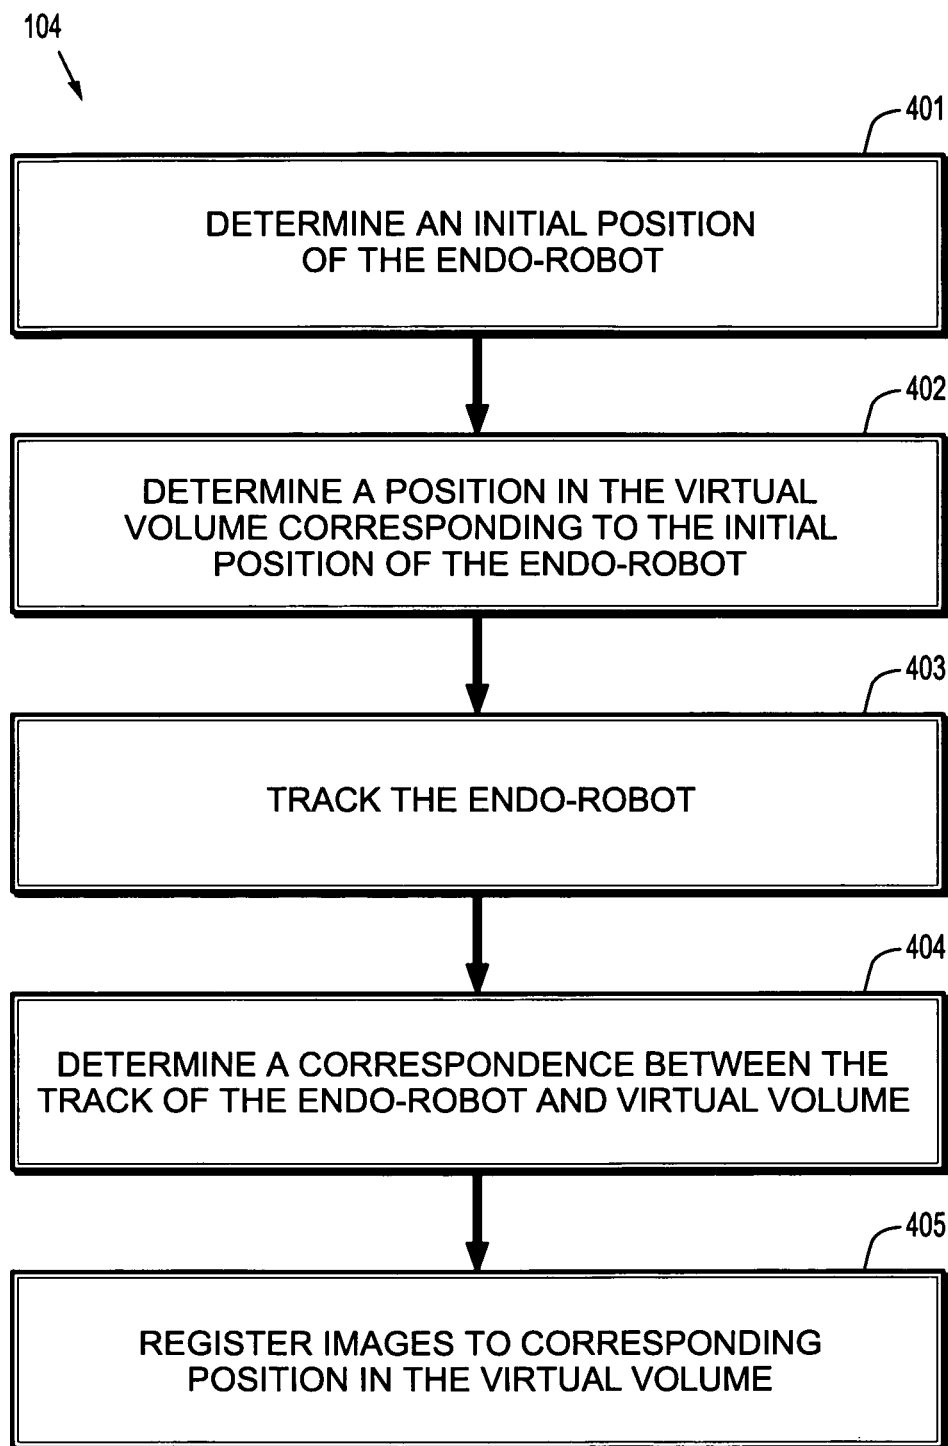 104
401
DETERMINE AN INITIAL POSITION
OF THE ENDO-ROBOT
402
DETERMINE A POSITION IN THE VIRTUAL
VOLUME CORRESPONDING TO THE INITIAL
POSITION OF THE ENDO-ROBOT
403
TRACK THE ENDO-ROBOT
404
DETERMINE A CORRESPONDENCE BETWEEN THE
TRACK OF THE ENDO-ROBOT AND VIRTUAL VOLUME
405
REGISTER IMAGES TO CORRESPONDING
POSITION IN THE VIRTUAL VOLUME